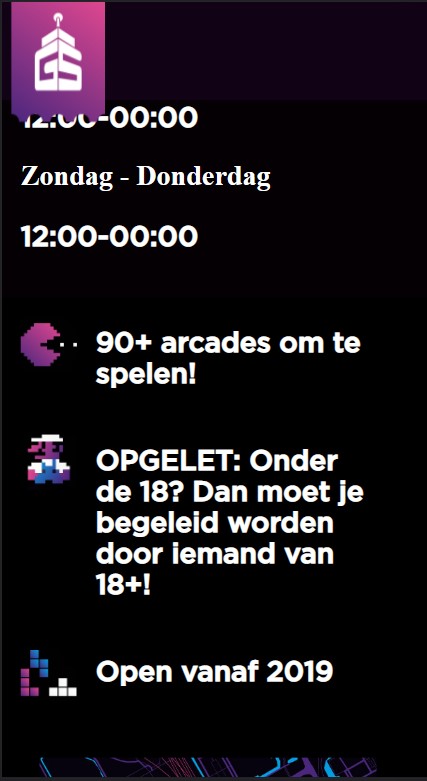 GS
12:00-00:00
Zondag - Donderdag
12:00-00:00
90+ arcades om te
spelen!
OPGELET: Onder
de 18? Dan moet je
begeleid worden
door iemand van
18+!
Open vanaf 2019